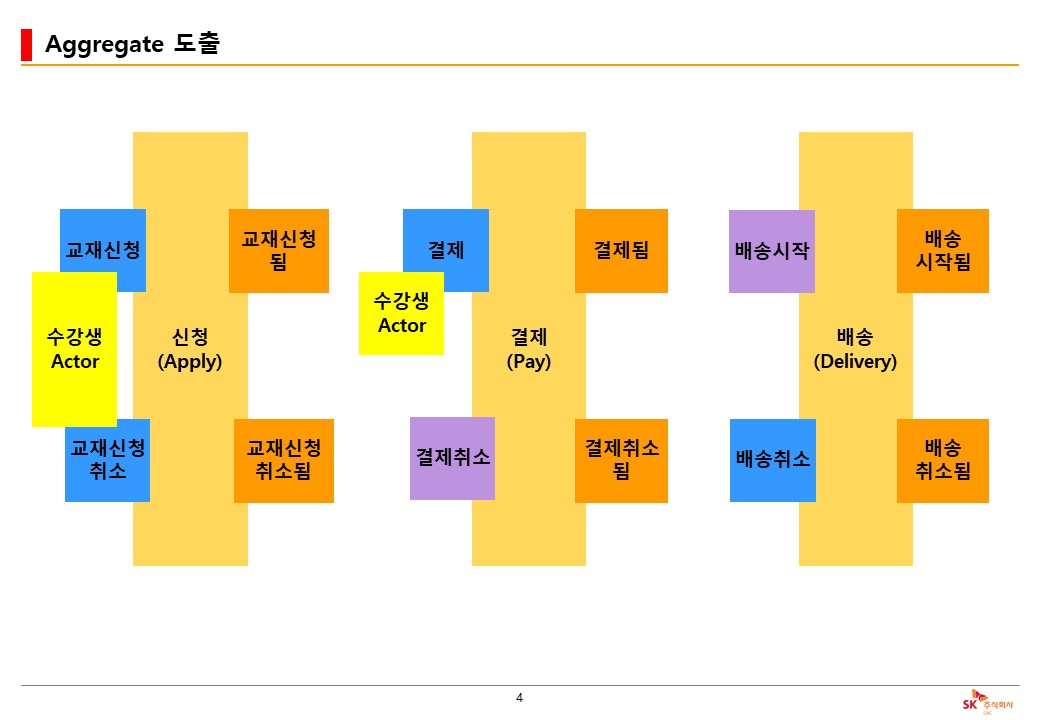 Aggregate 도출
교재신청
교재신청
됨
수강생
Actor
신청
(Apply)
교재신청
취소
교재신청
취소됨
결제
결제됨
수강생
Actor
결제
(Pay)
결제취소
결제취소
됨
배송시작
배송
시작됨
배송
(Delivery)
배송취소
배송
취소됨
4
SK 주식회사
C&C